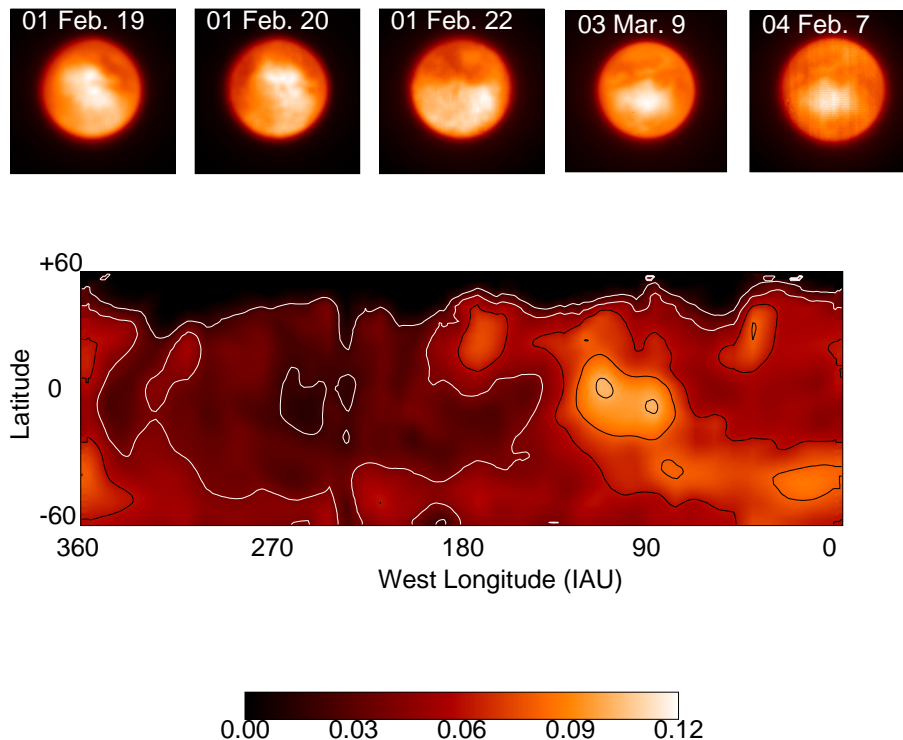 01 Feb. 19
01 Feb. 20
01 Feb. 22
03 Mar. 9
04 Feb. 7
+60
0
-60
Latitude
360
270
180
90
0
West Longitude (IAU)
0.00
0.03
0.06
0.09
0.12